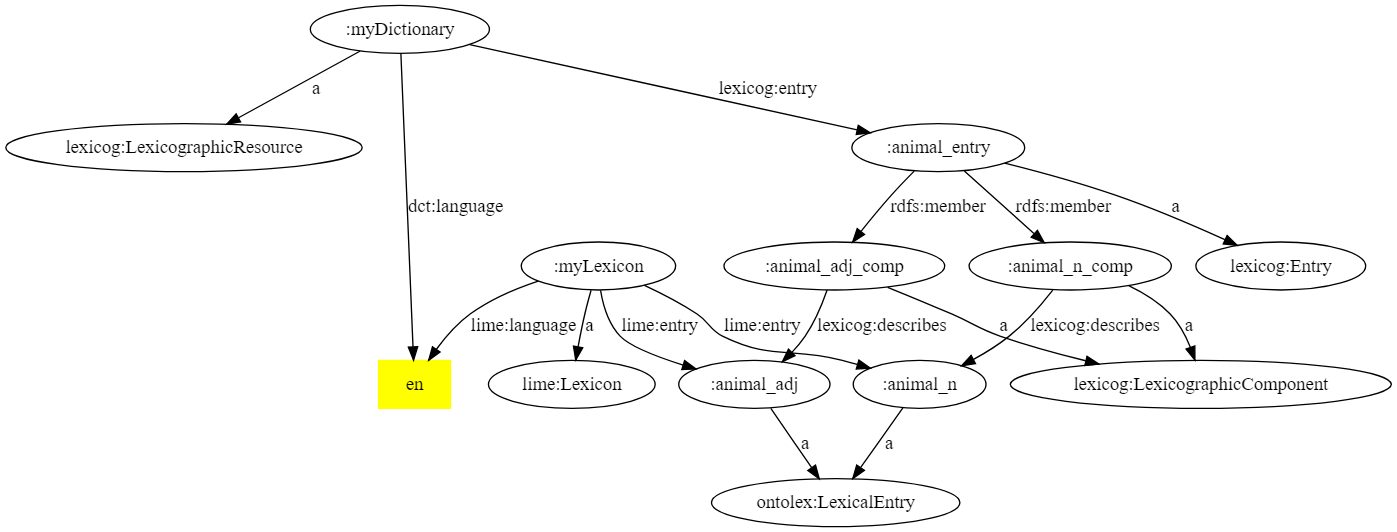 :myDictionary
a
lexicog:entry
lexicog:LexicographicResource
:animal_entry
dct:language
rdfs:member
rdfs:member
a
:myLexicon
:animal_adj_comp
:animal_n_comp
lexicog:Entry
lime:language
a
lime:entry
lime:entry
lexicog:describes
a
lexicog:describes
a
en
lime:Lexicon
:animal_adj
:animal_n
lexicog:LexicographicComponent
a
a
ontolex:LexicalEntry